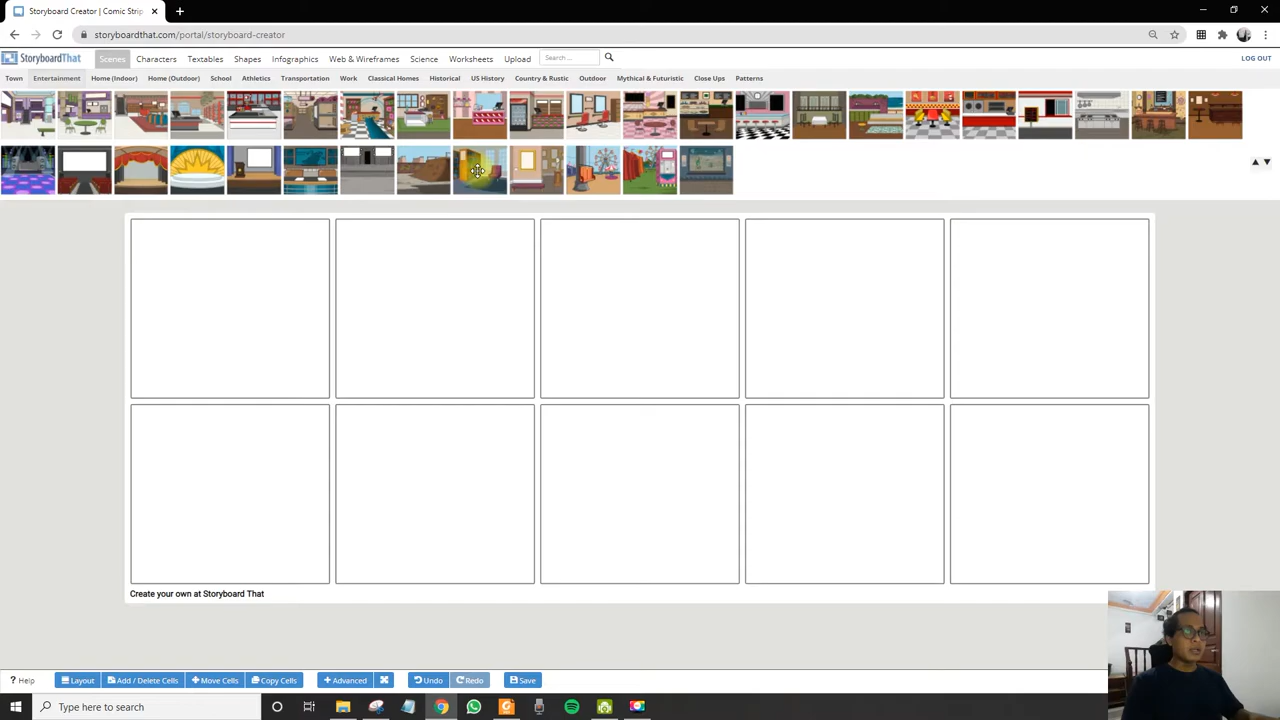 Storyboard Creator | Comic Strip
storyboardthat.com/portal/storyboard-creator
StoryboardThat
Scenes Characters Textables Shapes Infographics Web & Wireframes Science Worksheets Upload Search ... LOG OUT
Town Entertainment Home (Indoor) Home (Outdoor) School Athletics Transportation Work Classical Homes Historical US History Country & Rustic Outdoor Mythical & Futuristic Close Ups Patterns
Create your own at Storyboard That
? Help Layout Add / Delete Cells Move Cells Copy Cells + Advanced Undo Redo Save
Type here to search